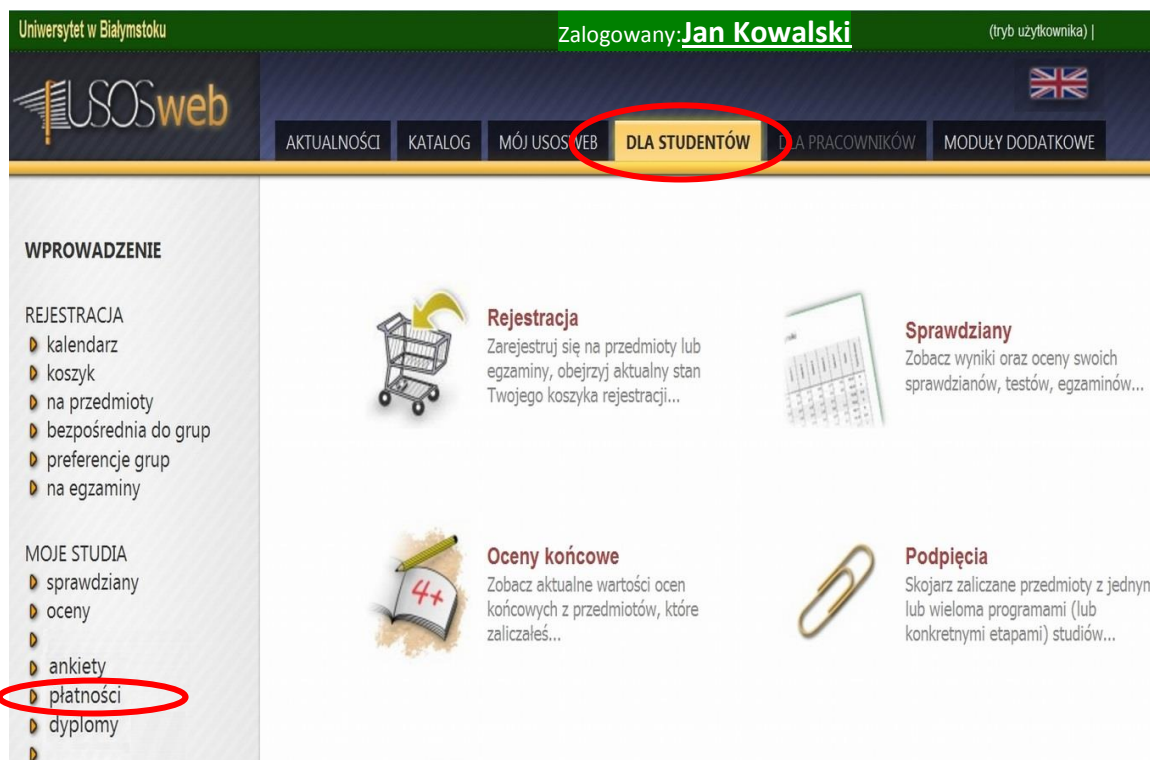 Uniwersytet w Białymstoku
Zalogowany:Jan Kowalski
(tryb użytkownika) |
USOSweb
AKTUALNOŚCI
KATALOG
MÓJ USOSWEB
DLA STUDENTÓW
DLA PRACOWNIKÓW
MODUŁY DODATKOWE
WPROWADZENIE
REJESTRACJA
kalendarz
koszyk
na przedmioty
bezpośrednia do grup
preferencje grup
na egzaminy
MOJE STUDIA
sprawdziany
oceny
ankiety
płatności
dyplomy
Rejestracja
Zarejestruj się na przedmioty lub
egzaminy, obejrzyj aktualny stan
Twojego koszyka rejestracji...
Sprawdziany
Zobacz wyniki oraz oceny swoich
sprawdzianów, testów, egzaminów...
4+
Oceny końcowe
Zobacz aktualne wartości ocen
końcowych z przedmiotów, które
zaliczałeś...
Podpięcia
Skojarz zaliczane przedmioty z jednym
lub wieloma programami (lub
konkretnymi etapami) studiów...